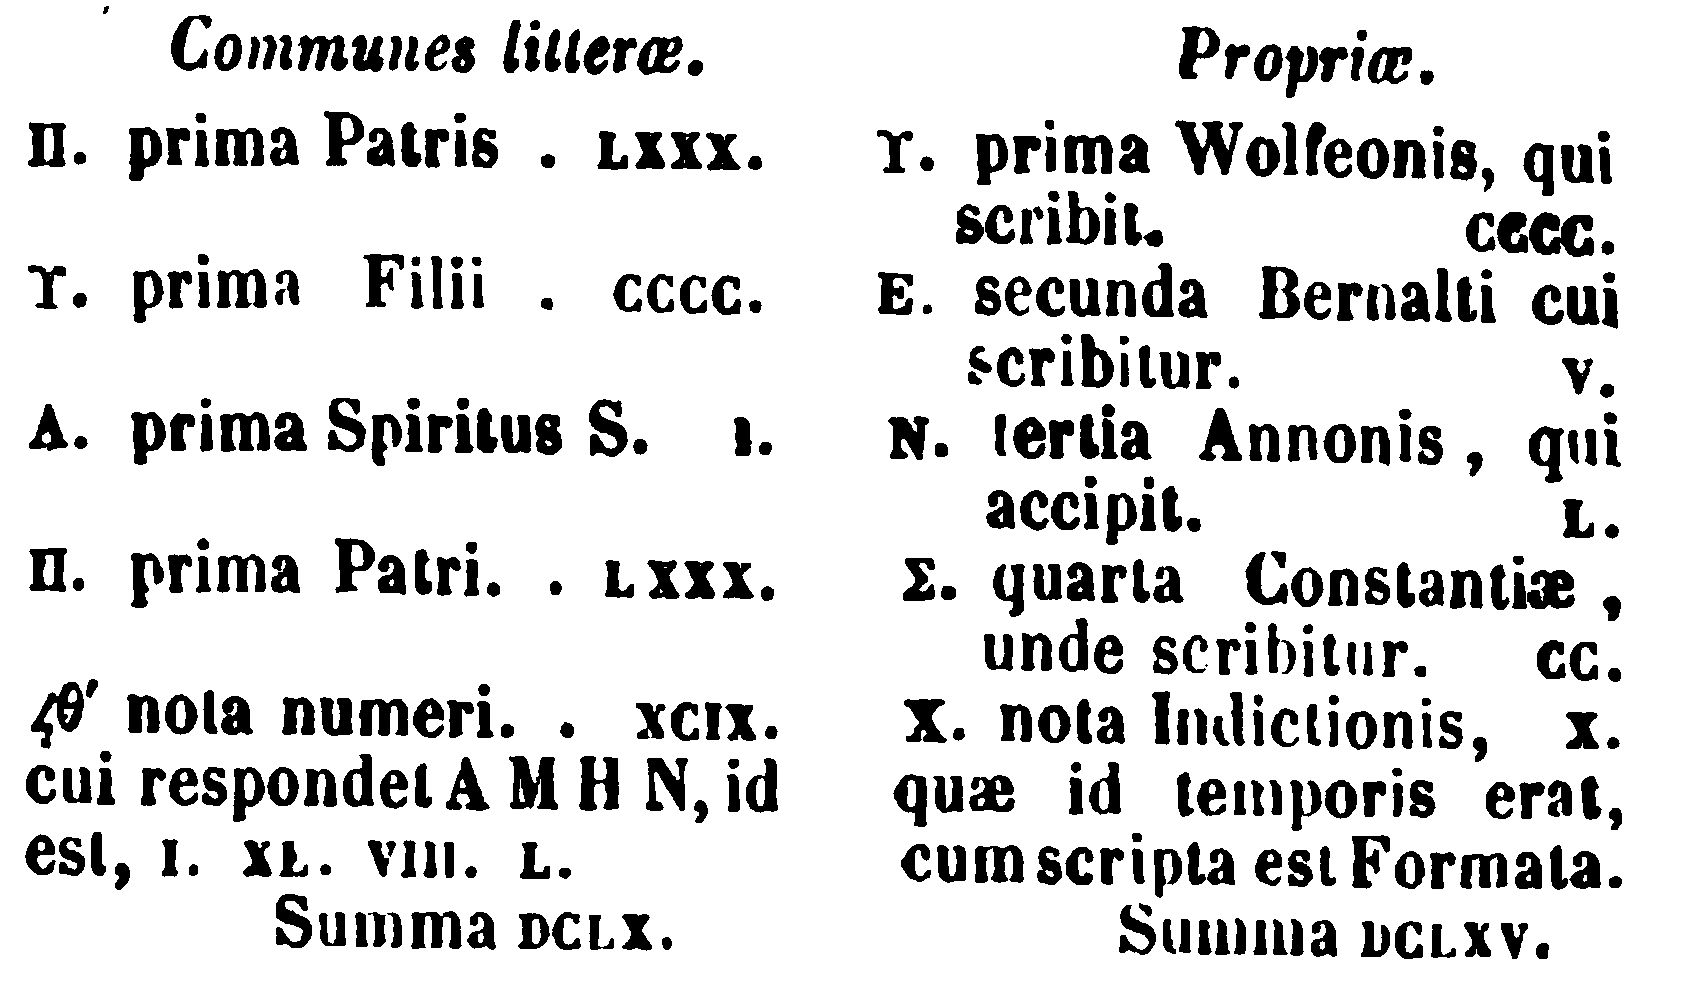 Communes litteræ.
Π. prima Patris . LXXX.
ϒ. prima Filii . CCCC.
Α. prima Spiritus S. I.
Π. prima Patri. . LXXX.
ϟθ′ nota numeri. . XCIX.
cui respondet A M H N, id
est, I. XL. VIII. L.
Summa DCLX.
Propriæ.
ϒ. prima Wolfeonis, qui
scribit. CCCC.
E. secunda Bernalti cui
scribitur. V.
N. tertia Annonis, qui
accipit. L.
Σ. quarta Constantiæ,
unde scribitur. CC.
X. nota Indictionis, X.
quæ id temporis erat,
cum scripta est Formata.
Summa DCLXV.